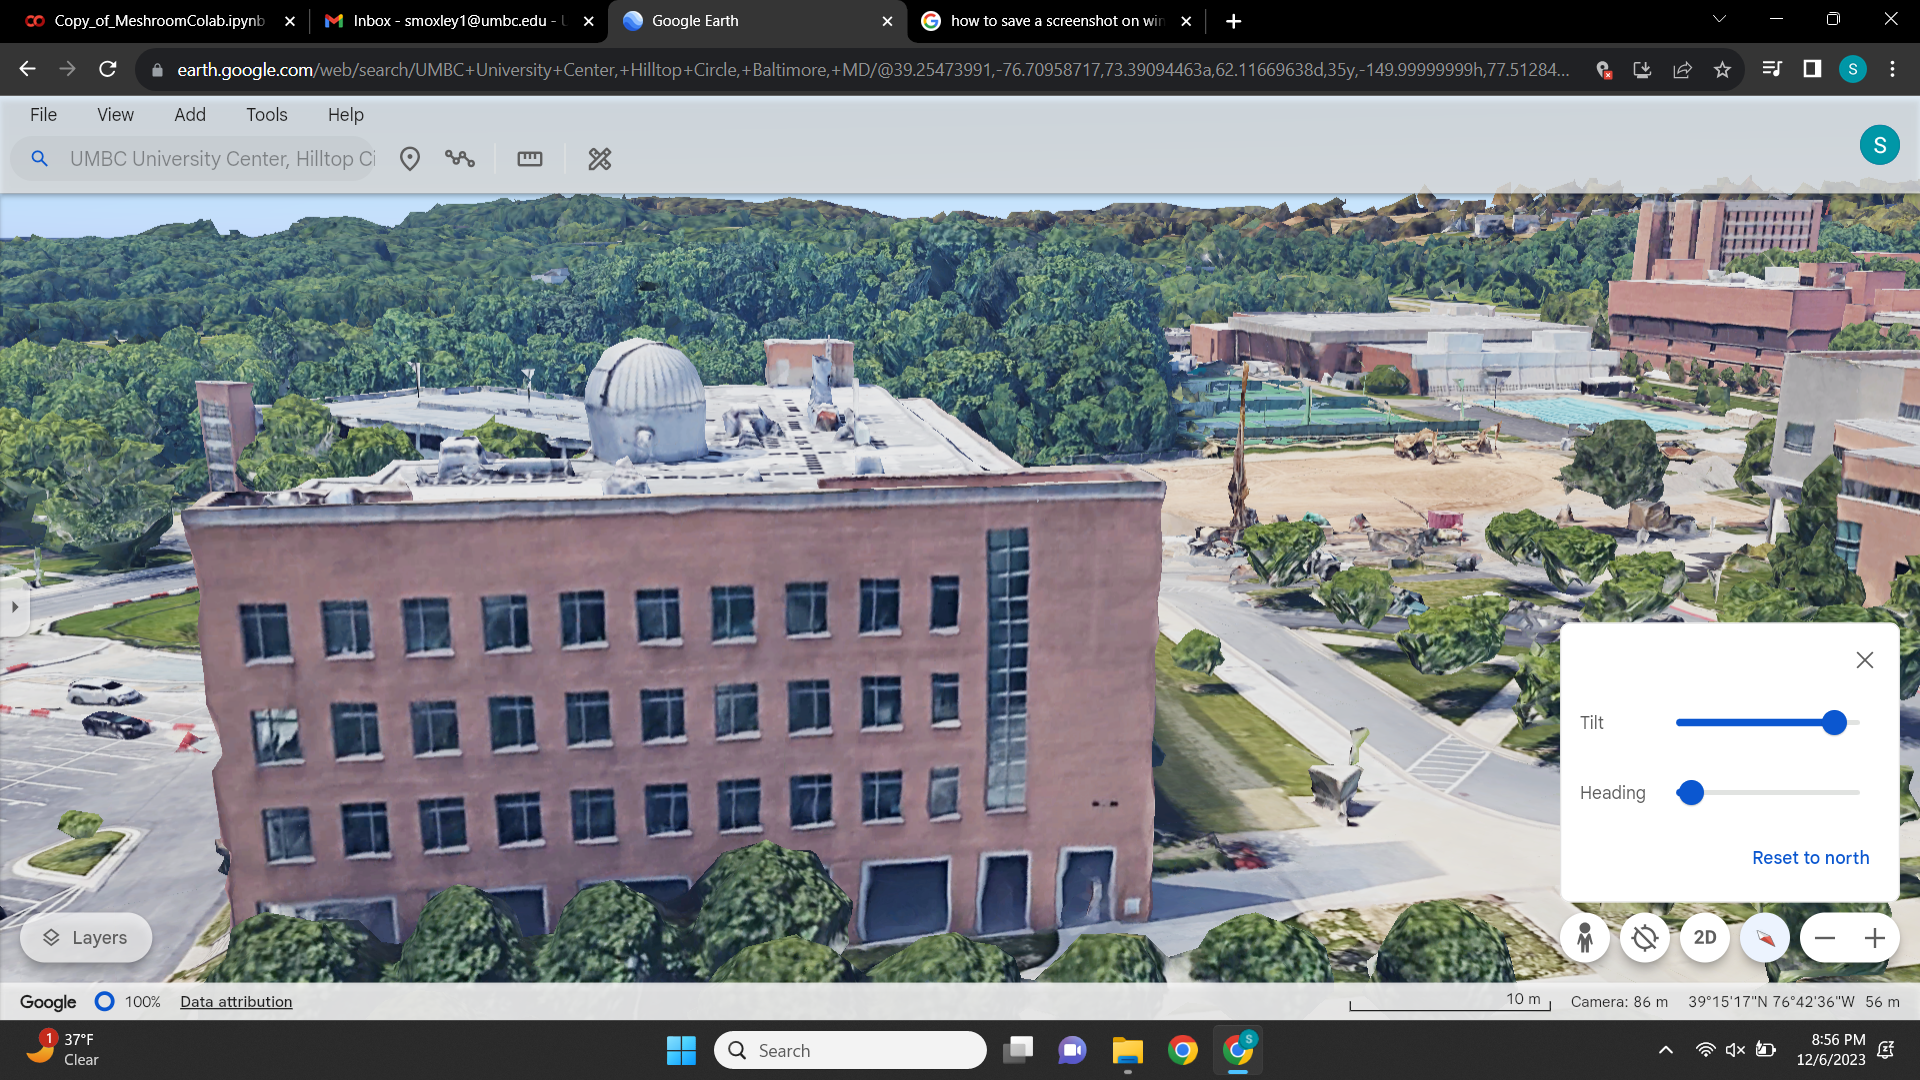 Copy_of_MeshroomColab.ipynb
Inbox - smoxley1@umbc.edu - U
Google Earth
how to save a screenshot on win
earth.google.com/web/search/UMBC+University+Center,+Hilltop+Circle,+Baltimore,+MD/@39.25473991,-76.70958717,73.39094463a,62.11669638d,35y,-149.99999999h,77.51284...
S
File View Add Tools Help
UMBC University Center, Hilltop Ci
S
Tilt
Heading
Reset to north
Layers
2D
Google 100% Data attribution
10 m
Camera: 86 m 39°15'17"N 76°42'36"W 56 m
1
37°F
Clear
Search
S
8:56 PM
12/6/2023